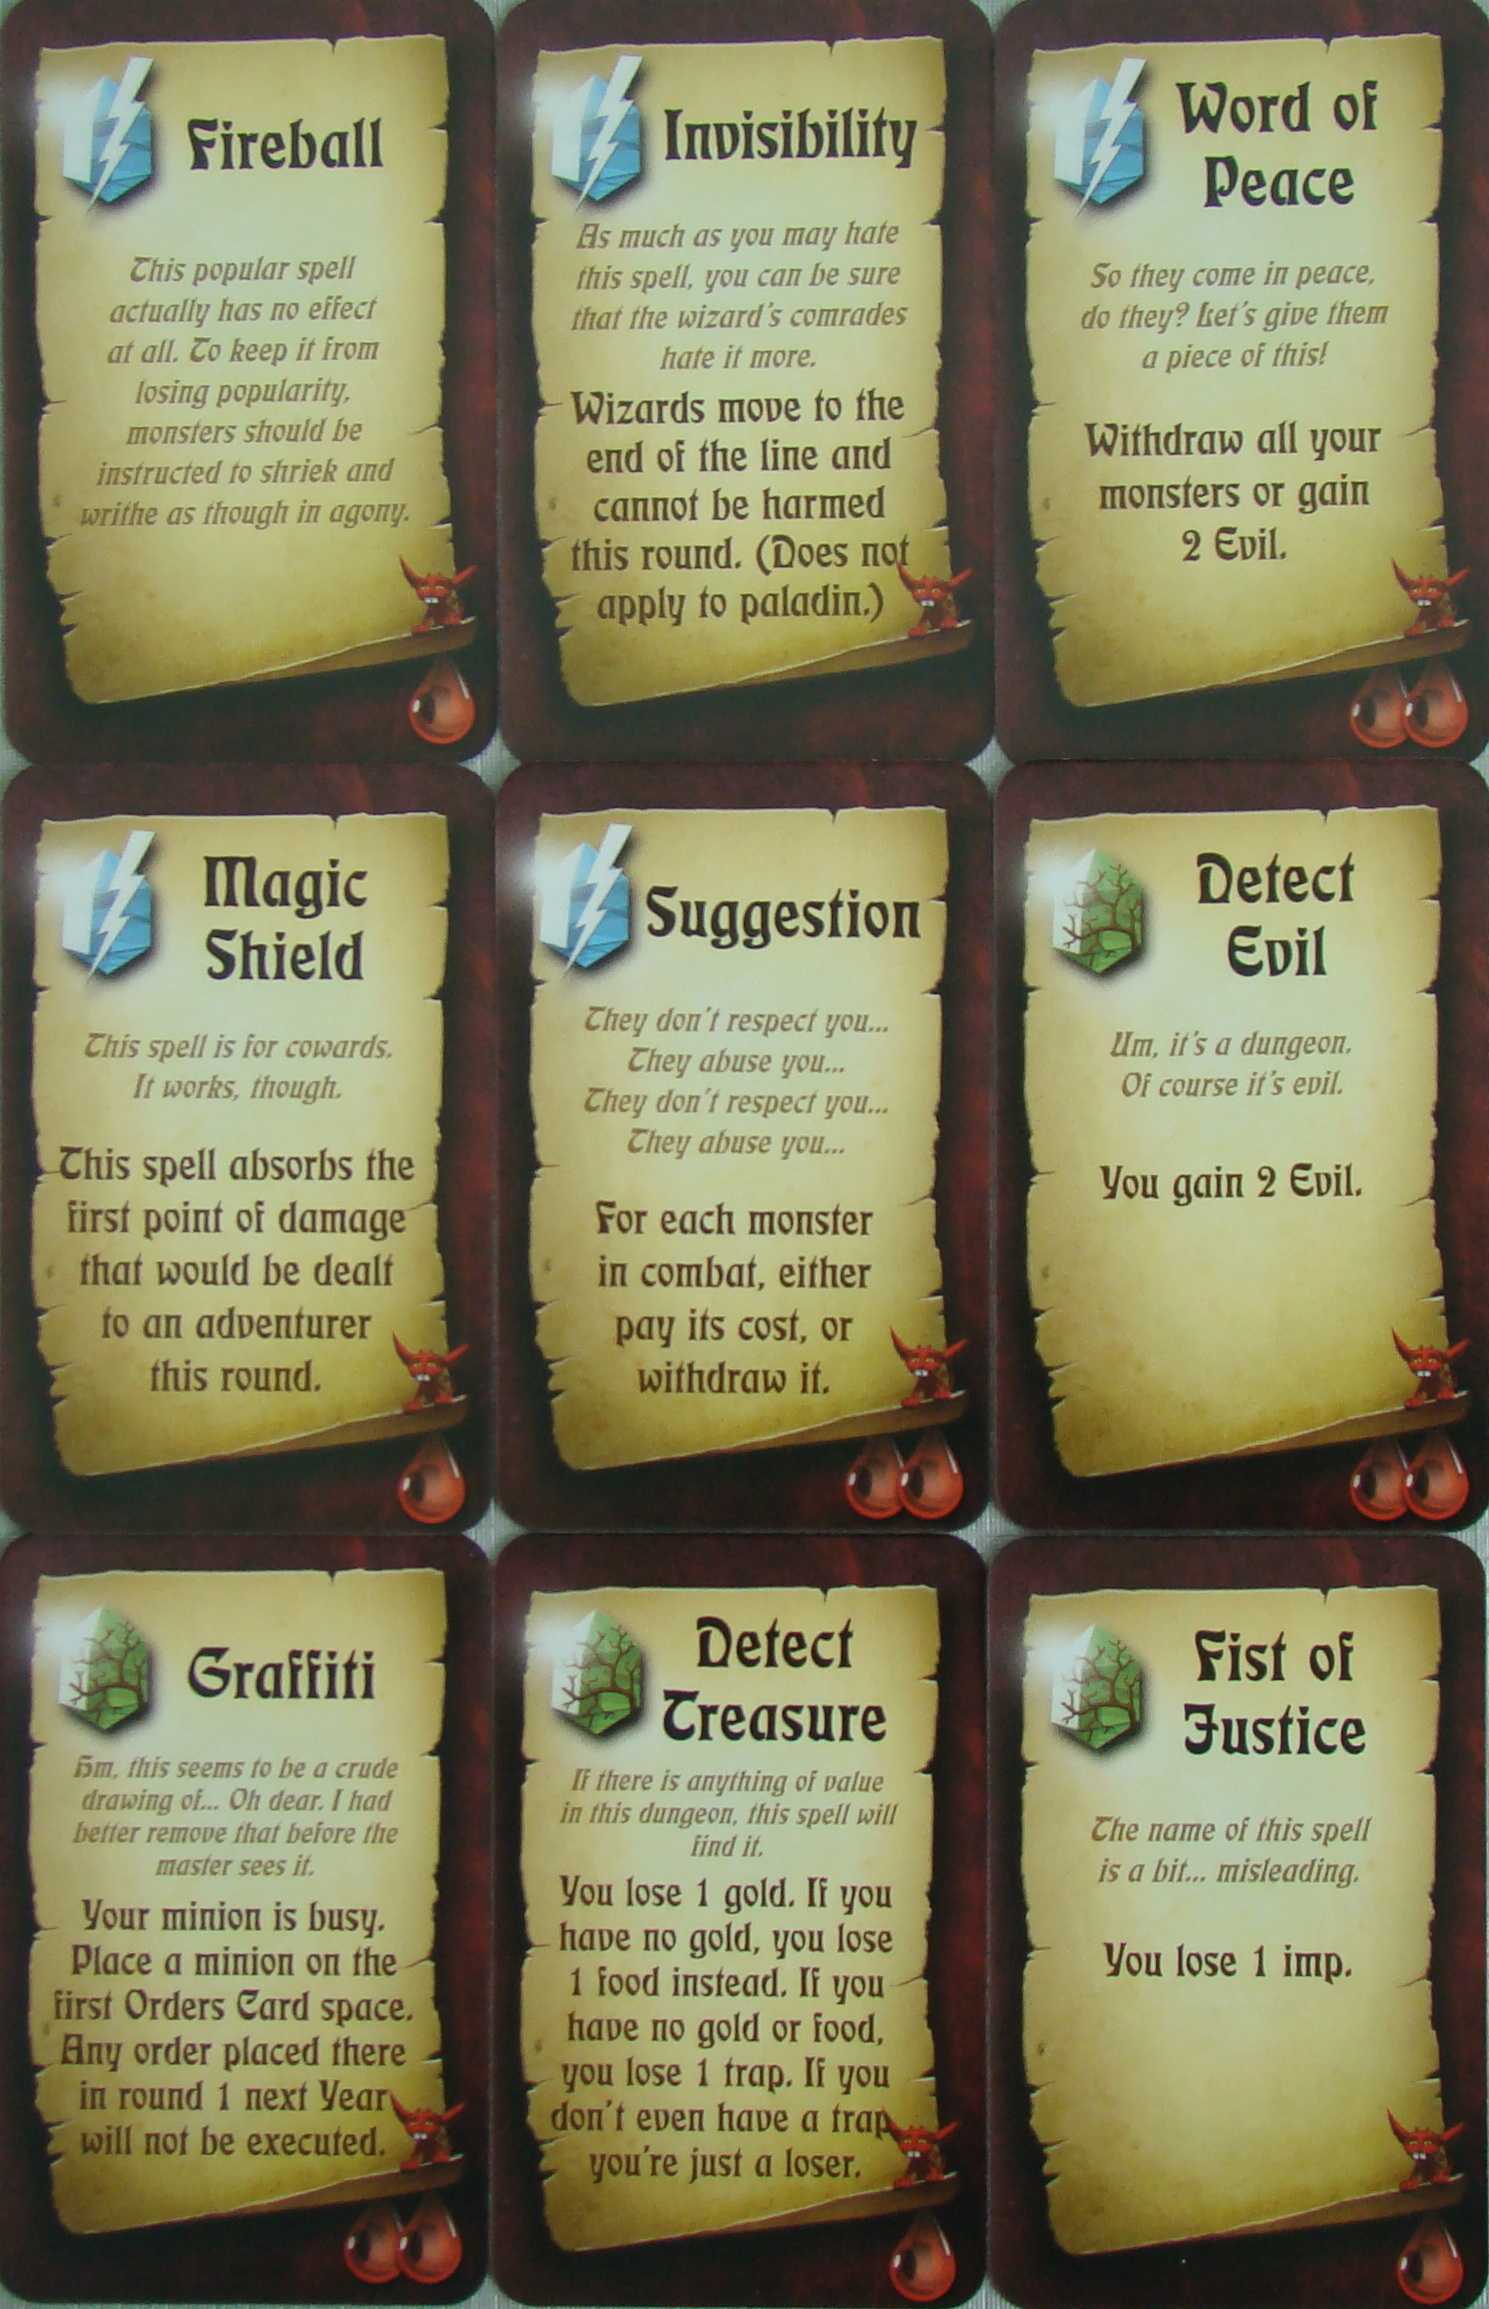 Fireball
This popular spell
actually has no effect
at all. To keep it from
losing popularity,
monsters should be
instructed to shriek and
writhe as though in agony.
Invisibility
As much as you may hate
this spell, you can be sure
that the wizard's comrades
hate it more.
Wizards move to the
end of the line and
cannot be harmed
this round. (Does not
apply to paladin.)
Word of
Peace
So they come in peace,
do they? Let's give them
a piece of this!
Withdraw all your
monsters or gain
2 Evil.
Magic
Shield
This spell is for cowards.
It works, though.
This spell absorbs the
first point of damage
that would be dealt
to an adventurer
this round.
Suggestion
They don't respect you...
They abuse you...
They don't respect you...
They abuse you...
For each monster
in combat, either
pay its cost, or
withdraw it.
Detect
Evil
Um, it's a dungeon.
Of course it's evil.
You gain 2 Evil.
Graffiti
Hm, this seems to be a crude
drawing of... Oh dear. I had
better remove that before the
master sees it.
Your minion is busy.
Place a minion on the
first Orders Card space.
Any order placed there
in round 1 next Year
will not be executed.
Detect
Treasure
If there is anything of value
in this dungeon, this spell will
find it.
You lose 1 gold. If you
have no gold, you lose
1 food instead. If you
have no gold or food,
you lose 1 trap. If you
don't even have a trap
you're just a loser.
Fist of
Justice
The name of this spell
is a bit... misleading.
You lose 1 imp.